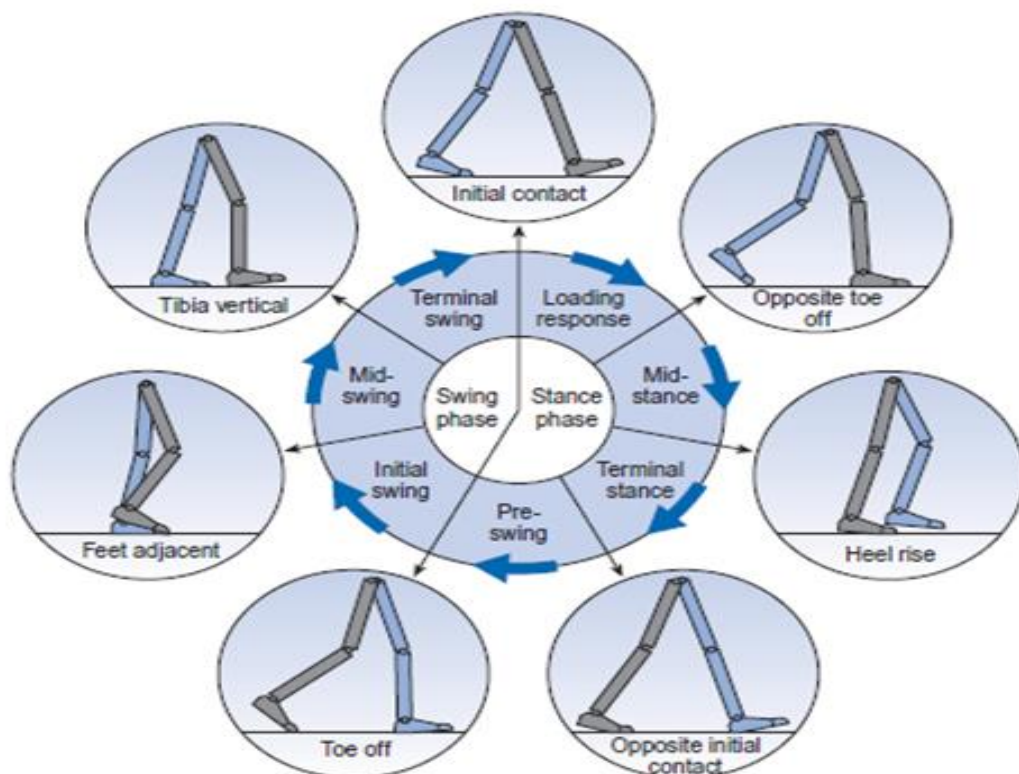 Initial contact
Tibia vertical
Opposite toe
off
Terminal
swing
Loading
response
Mid-
swing
Swing
phase
Stance
phase
Mid-
stance
Initial
swing
Terminal
stance
Pre-
swing
Feet adjacent
Heel rise
Toe off
Opposite initial
contact